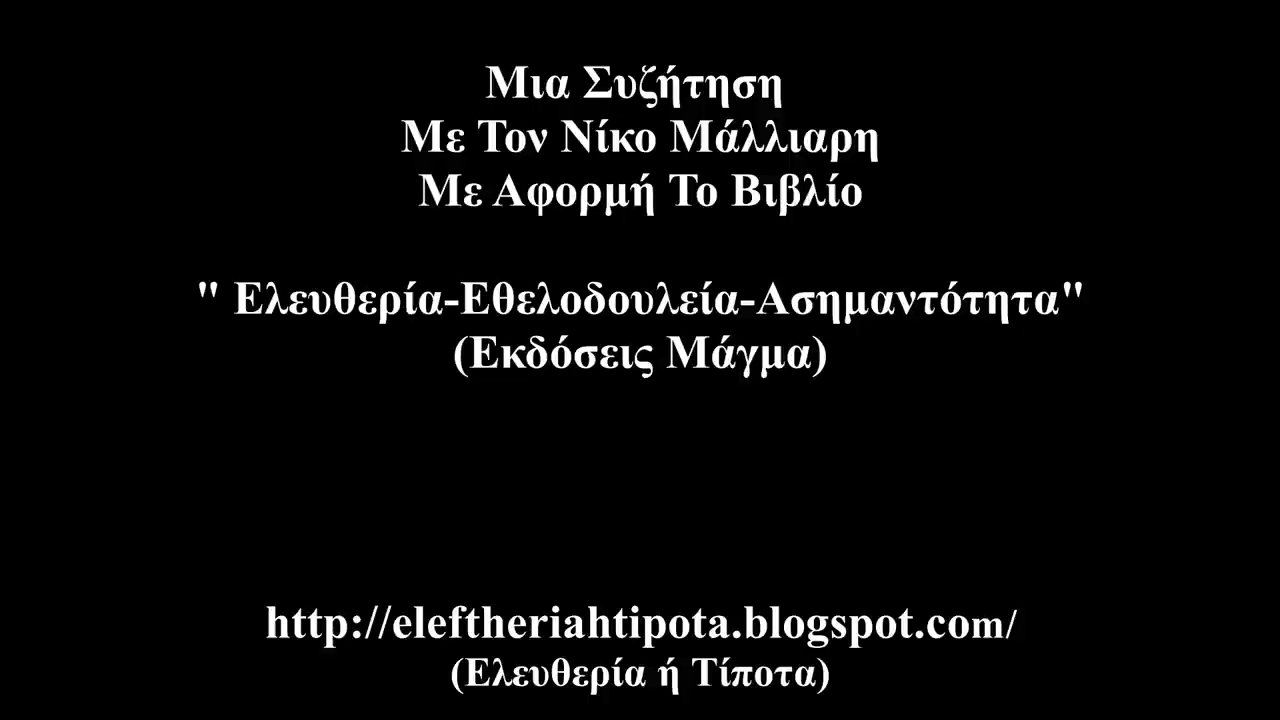 Μια Συζήτηση
Με Τον Νίκο Μάλλιαρη
Με Αφορμή Το Βιβλίο
" Ελευθερία-Εθελοδουλεία-Ασημαντότητα"
(Εκδόσεις Μάγμα)
http://eleftheriahtipota.blogspot.com/
(Ελευθερία ή Τίποτα)